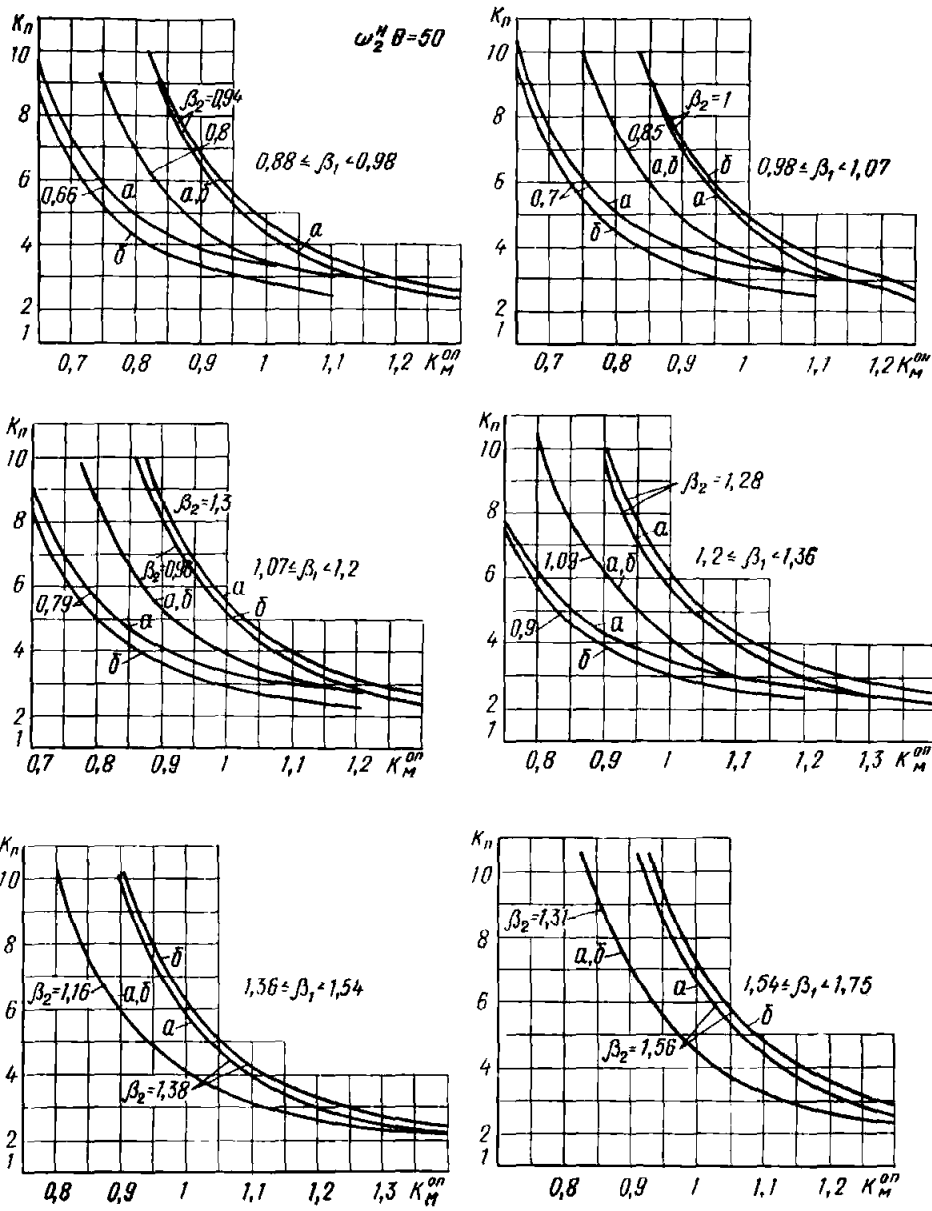 Kп
ω₂ᴴ θ=50
10
8
6
4
2
1
β₂=0,94
0,8
0,66
а
б
а,б
а
0,88 ≤ β₁ < 0,98
0,7 0,8 0,9 1 1,1 1,2 Kмᵒᵖ
Kп
10
8
6
4
2
1
β₂=1
0,85
0,7
а
б
а,б
б
а
0,98 ≤ β₁ < 1,07
0,7 0,8 0,9 1 1,1 1,2 Kмᵒᵖ
Kп
10
8
6
4
2
1
β₂=1,3
β₂=0,98
0,79
а,б
а
б
а
б
1,07 ≤ β₁ < 1,2
0,7 0,8 0,9 1 1,1 1,2 Kмᵒᵖ
Kп
10
8
6
4
2
1
β₂=1,28
1,09
0,9
а
а,б
а
б
1,2 ≤ β₁ < 1,36
0,8 0,9 1 1,1 1,2 1,3 Kмᵒᵖ
Kп
10
8
6
4
2
1
β₂=1,16
а,б
б
а
β₂=1,38
1,36 ≤ β₁ < 1,54
0,8 0,9 1 1,1 1,2 1,3 Kмᵒᵖ
Kп
10
8
6
4
2
1
β₂=1,31
а,б
а
б
β₂=1,56
1,54 ≤ β₁ < 1,75
0,8 0,9 1 1,1 1,2 1,3 Kмᵒᵖ